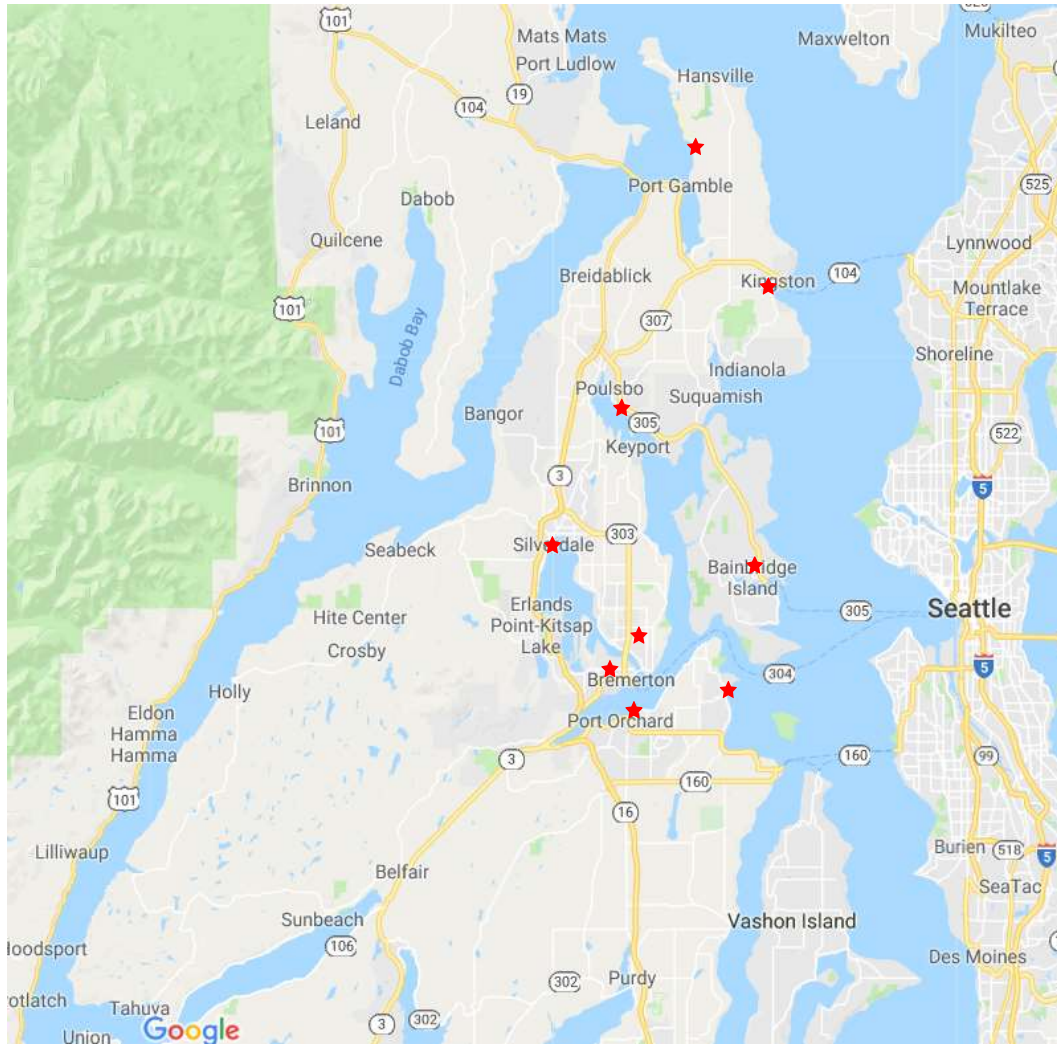 101
Mats Mats
Port Ludlow
Maxwelton
Mukilteo
Hansville
19
104
Leland
525
Port Gamble
Dabob
Quilcene
Lynnwood
Breidablick
104
Kingston
Mountlake
Terrace
101
307
Dabob Bay
Shoreline
Indianola
Poulsbo
Suquamish
Bangor
305
101
522
Keyport
3
5
Brinnon
303
Silverdale
Seabeck
Bainbridge
Island
Erlands
Point-Kitsap
Lake
305
Seattle
Hite Center
Crosby
5
304
Bremerton
Holly
Eldon
Hamma
Hamma
Port Orchard
3
160
99
160
101
16
Lilliwaup
Burien
518
5
Belfair
SeaTac
Sunbeach
Vashon Island
106
Hoodsport
Des Moines
302
Purdy
Tahuya
Union
Google
3
302